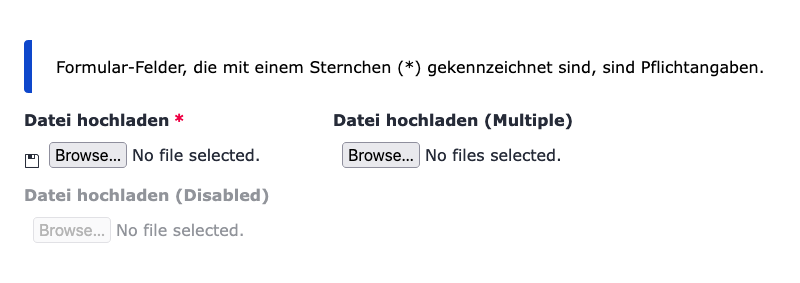 Formular-Felder, die mit einem Sternchen (*) gekennzeichnet sind, sind Pflichtangaben.
Datei hochladen *
Browse... No file selected.
Datei hochladen (Multiple)
Browse... No files selected.
Datei hochladen (Disabled)
Browse... No file selected.